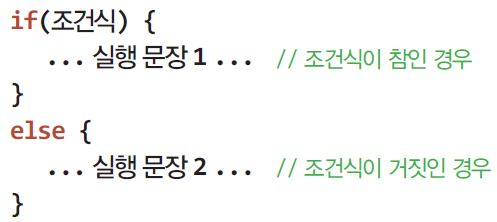 if(조건식) {
... 실행 문장 1 ... // 조건식이 참인 경우
}
else {
... 실행 문장 2 ... // 조건식이 거짓인 경우
}